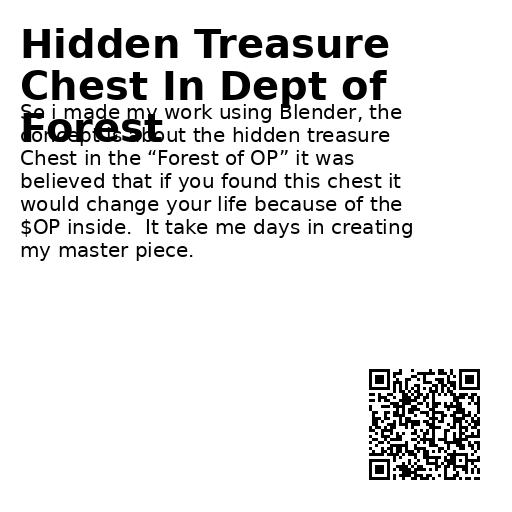 Hidden Treasure
Chest In Dept of
Forest
So i made my work using Blender, the
concept is about the hidden treasure
Chest in the “Forest of OP” it was
believed that if you found this chest it
would change your life because of the
$OP inside.  It take me days in creating
my master piece.